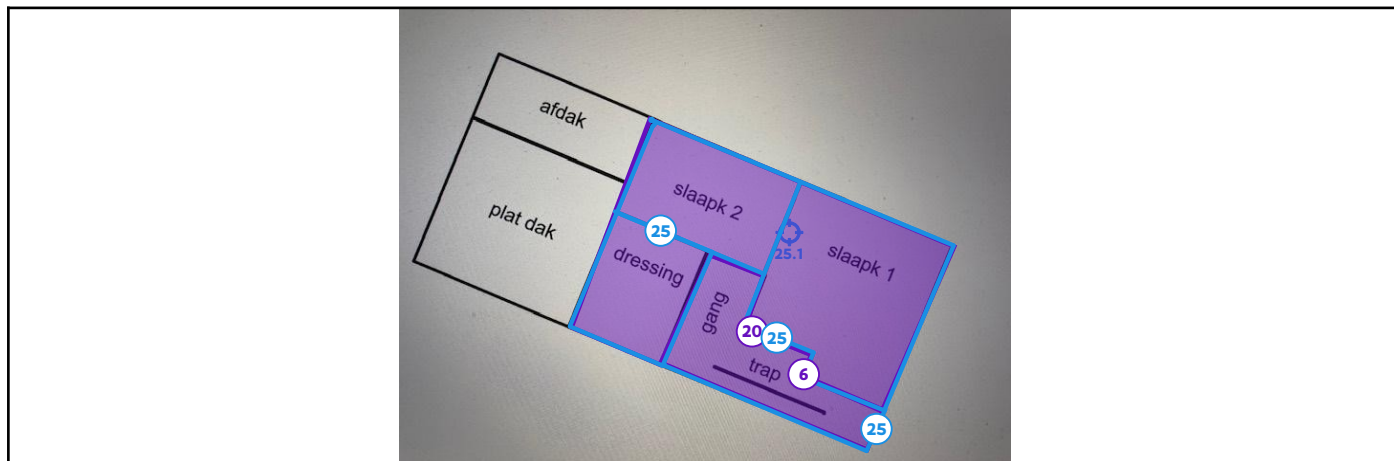 afdak
slaapk 2
plat dak
25
25.1
slaapk 1
dressing
gang
20
25
trap
6
25